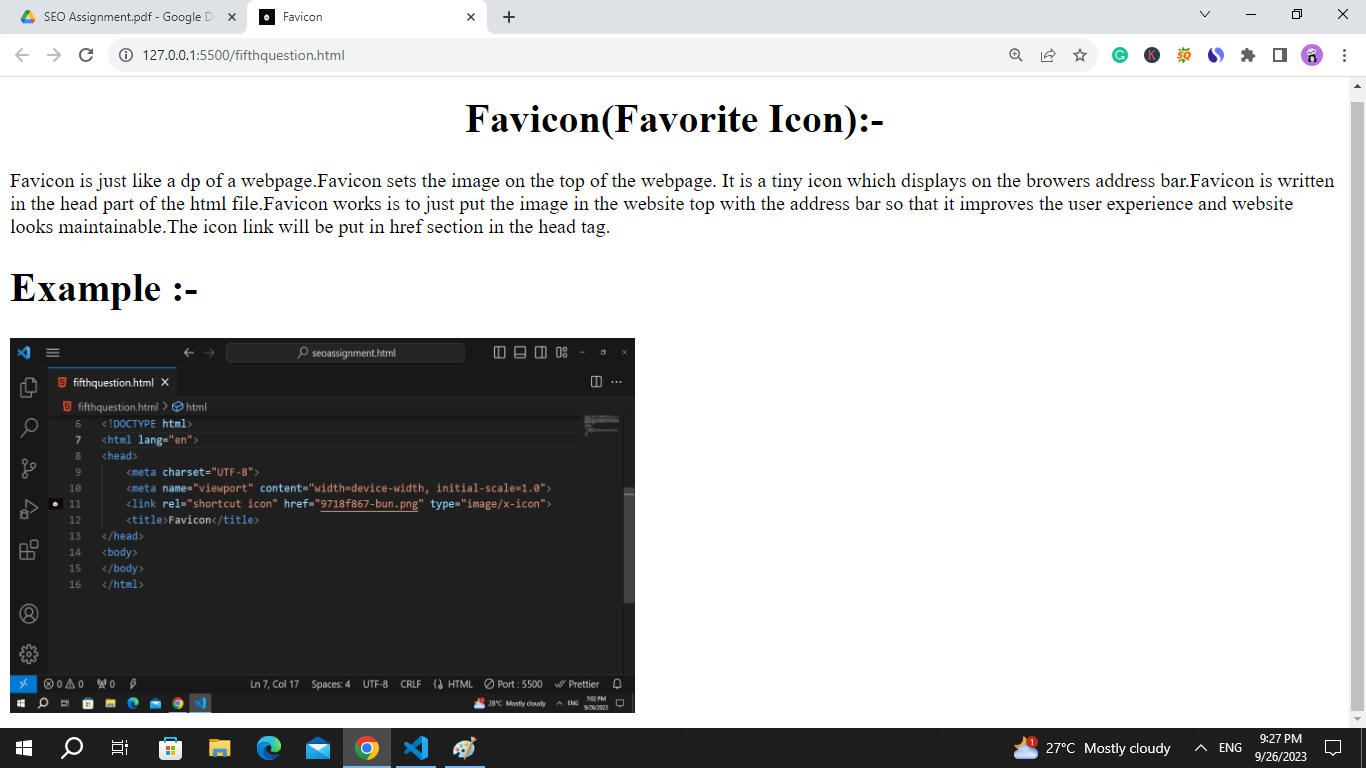 SEO Assignment.pdf - Google D
Favicon
127.0.0.1:5500/fifthquestion.html
Favicon(Favorite Icon):-
Favicon is just like a dp of a webpage.Favicon sets the image on the top of the webpage. It is a tiny icon which displays on the browers address bar.Favicon is written
in the head part of the html file.Favicon works is to just put the image in the website top with the address bar so that it improves the user experience and website
looks maintainable.The icon link will be put in href section in the head tag.
Example :-
seoassignment.html
fifthquestion.html
fifthquestion.html > html
6 <!DOCTYPE html>
7 <html lang="en">
8 <head>
9 <meta charset="UTF-8">
10 <meta name="viewport" content="width=device-width, initial-scale=1.0">
11 <link rel="shortcut icon" href="9718f867-bun.png" type="image/x-icon">
12 <title>Favicon</title>
13 </head>
14 <body>
15 </body>
16 </html>
0 0 0 Ln 7, Col 17 Spaces: 4 UTF-8 CRLF HTML Port : 5500 Prettier
28°C Mostly cloudy ENG 7:02 PM
9/26/2023
1 27°C Mostly cloudy ENG 9:27 PM
9/26/2023